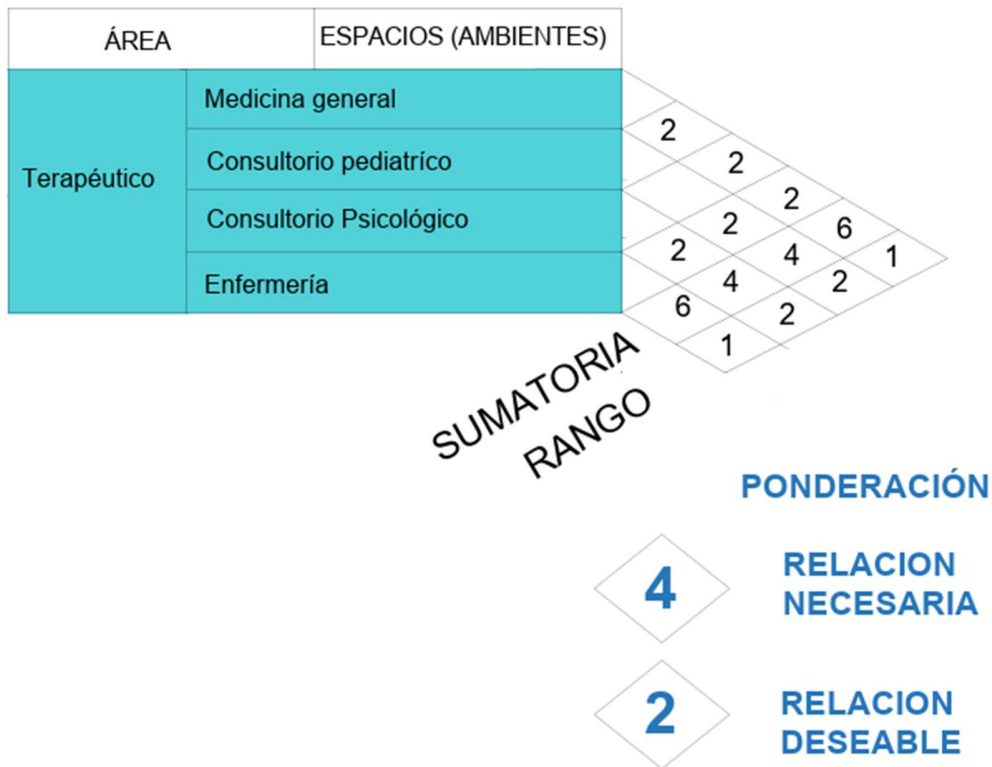 ÁREA
ESPACIOS (AMBIENTES)
Terapéutico
Medicina general
Consultorio pediatríco
Consultorio Psicológico
Enfermería
2
2
2
6
1
2
4
2
2
4
2
6
1
SUMATORIA
RANGO
PONDERACIÓN
4
RELACION
NECESARIA
2
RELACION
DESEABLE